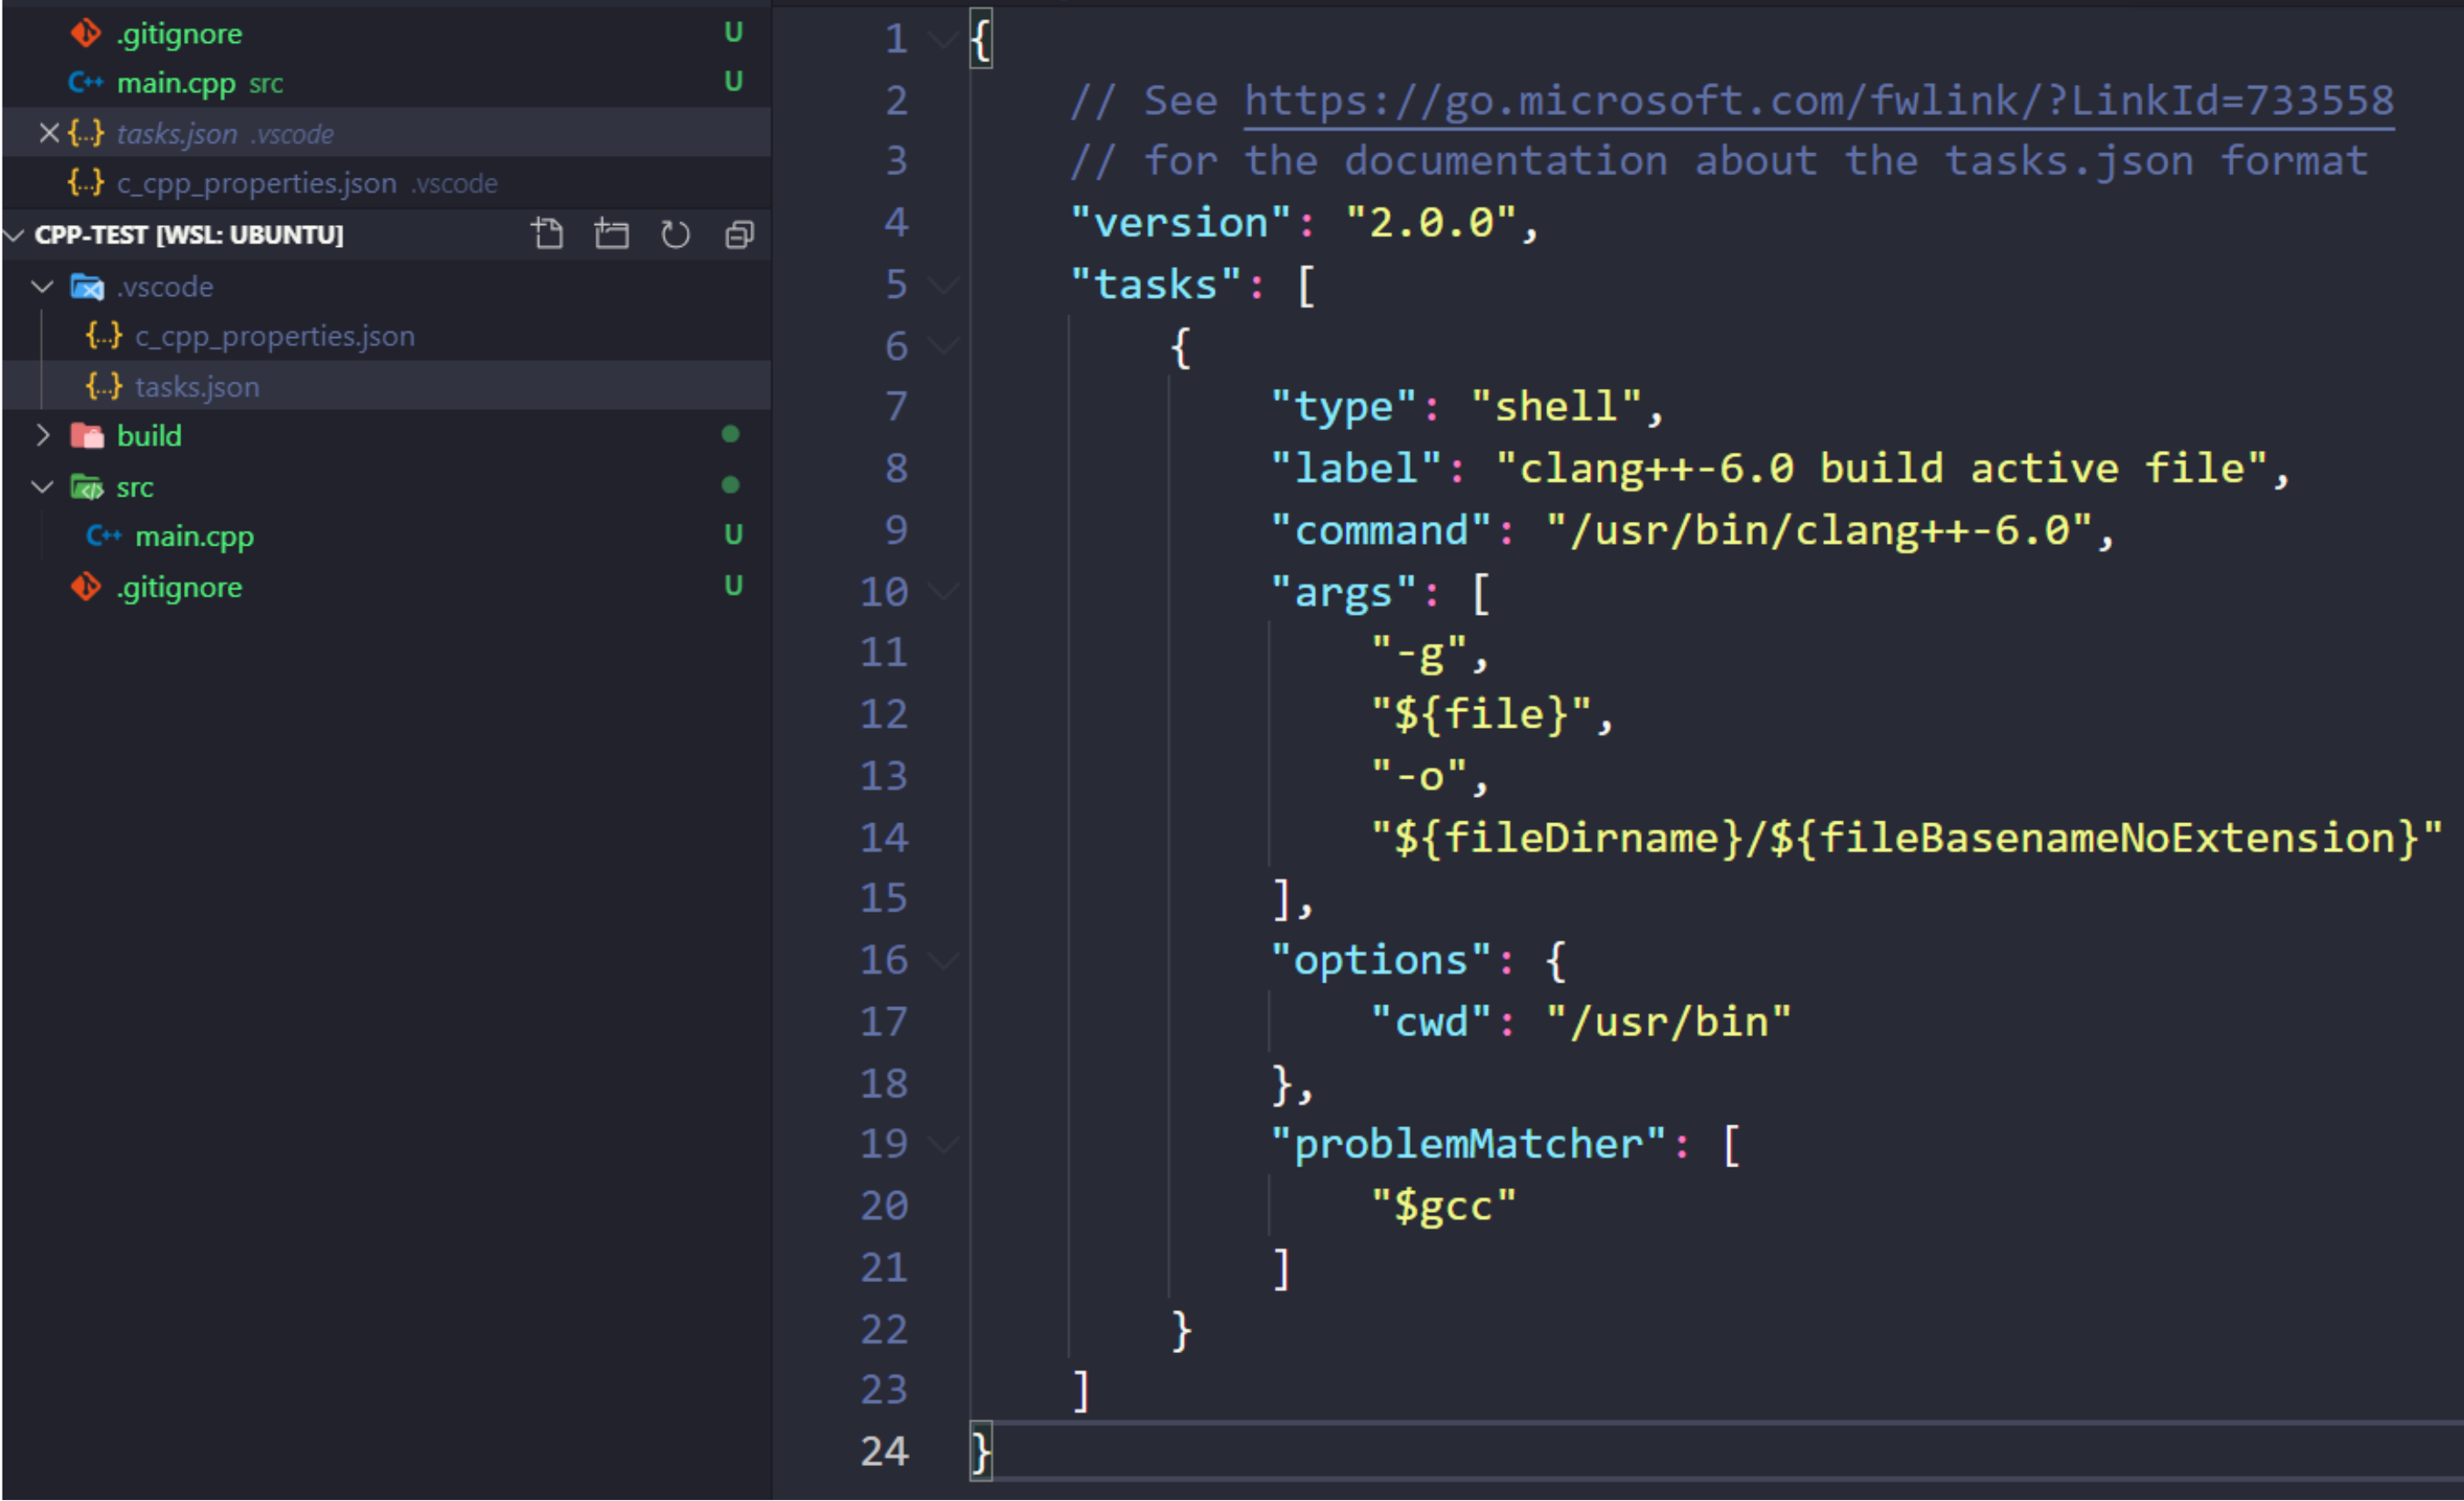 .gitignore U
C++ main.cpp src U
{...} tasks.json .vscode
{...} c_cpp_properties.json .vscode
CPP-TEST [WSL: UBUNTU]
.vscode
{...} c_cpp_properties.json
{...} tasks.json
build
src
C++ main.cpp U
.gitignore U
1 {
2 // See https://go.microsoft.com/fwlink/?LinkId=733558
3 // for the documentation about the tasks.json format
4 "version": "2.0.0",
5 "tasks": [
6 {
7 "type": "shell",
8 "label": "clang++-6.0 build active file",
9 "command": "/usr/bin/clang++-6.0",
10 "args": [
11 "-g",
12 "${file}",
13 "-o",
14 "${fileDirname}/${fileBasenameNoExtension}"
15 ],
16 "options": {
17 "cwd": "/usr/bin"
18 },
19 "problemMatcher": [
20 "$gcc"
21 ]
22 }
23 ]
24 }